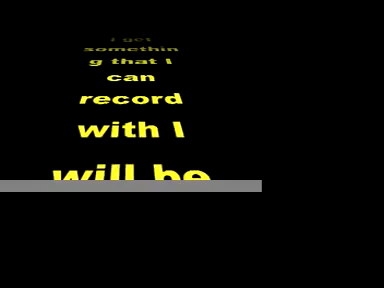 i get
somethin
g that I
can
record
with I
will be